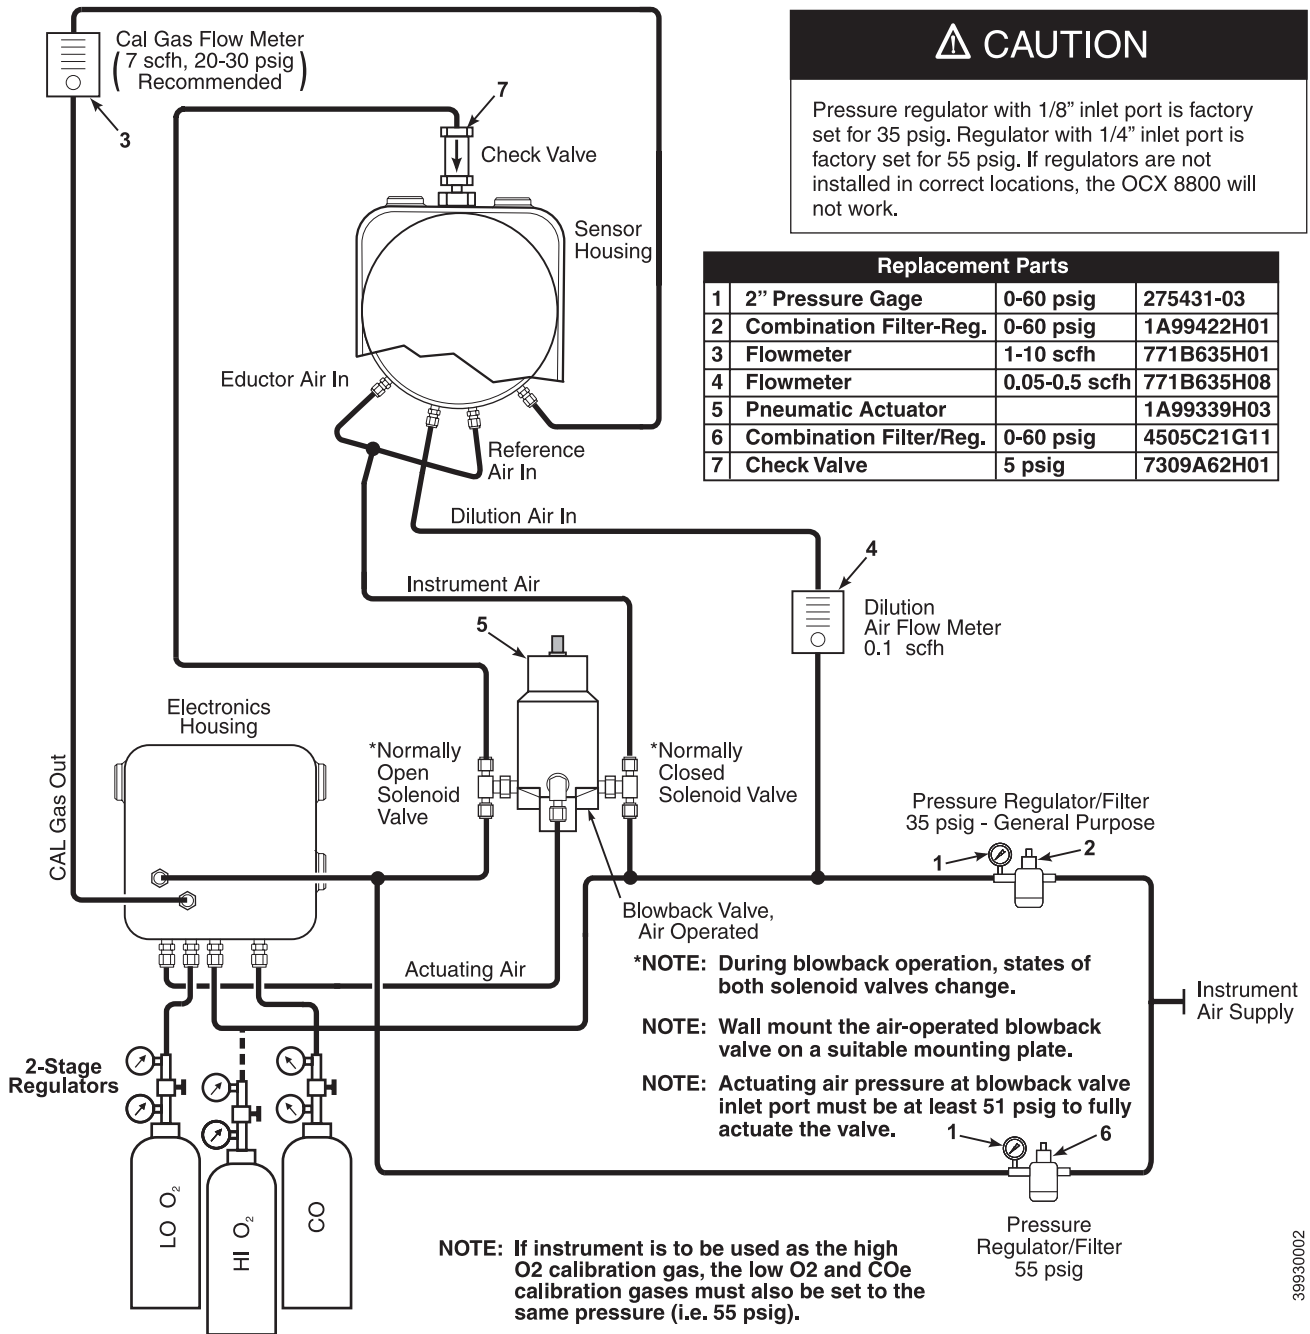 Cal Gas Flow Meter
( 7 scfh, 20-30 psig )
Recommended
3
7
Check Valve
Sensor
Housing
⚠ CAUTION
Pressure regulator with 1/8” inlet port is factory
set for 35 psig. Regulator with 1/4” inlet port is
factory set for 55 psig. If regulators are not
installed in correct locations, the OCX 8800 will
not work.
Replacement Parts
1 2” Pressure Gage 0-60 psig 275431-03
2 Combination Filter-Reg. 0-60 psig 1A99422H01
3 Flowmeter 1-10 scfh 771B635H01
4 Flowmeter 0.05-0.5 scfh 771B635H08
5 Pneumatic Actuator 1A99339H03
6 Combination Filter/Reg. 0-60 psig 4505C21G11
7 Check Valve 5 psig 7309A62H01
Eductor Air In
Reference
Air In
Dilution Air In
Instrument Air
4
Dilution
Air Flow Meter
0.1 scfh
5
Electronics
Housing
*Normally
Open
Solenoid
Valve
*Normally
Closed
Solenoid Valve
CAL Gas Out
Pressure Regulator/Filter
35 psig - General Purpose
1
2
Blowback Valve,
Air Operated
Actuating Air
*NOTE: During blowback operation, states of
both solenoid valves change.
NOTE: Wall mount the air-operated blowback
valve on a suitable mounting plate.
NOTE: Actuating air pressure at blowback valve
inlet port must be at least 51 psig to fully
actuate the valve.
Instrument
Air Supply
1
6
Pressure
Regulator/Filter
55 psig
2-Stage
Regulators
LO O₂
HI O₂
CO
NOTE: If instrument is to be used as the high
O2 calibration gas, the low O2 and COe
calibration gases must also be set to the
same pressure (i.e. 55 psig).
39930002